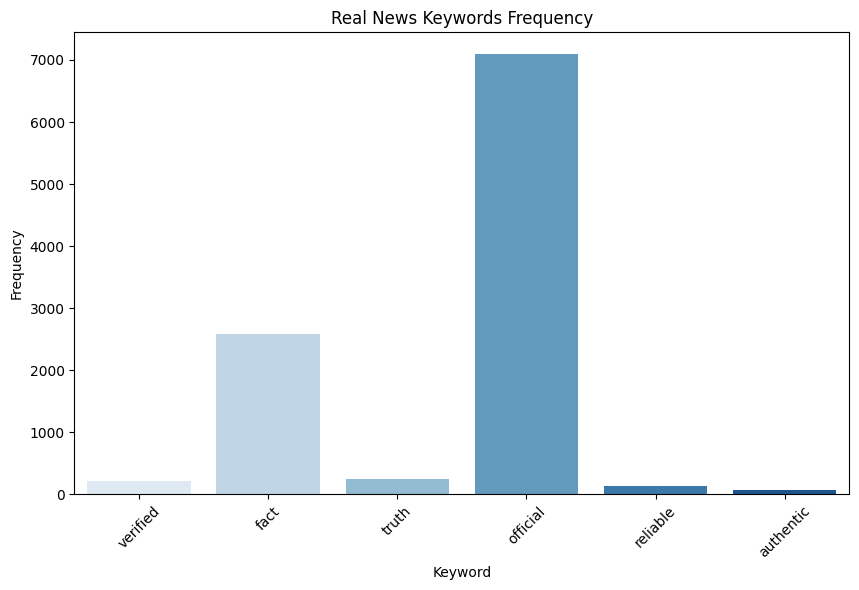 Real News Keywords Frequency
7000
6000
5000
4000
3000
2000
1000
0
Frequency
verified
fact
truth
official
reliable
authentic
Keyword